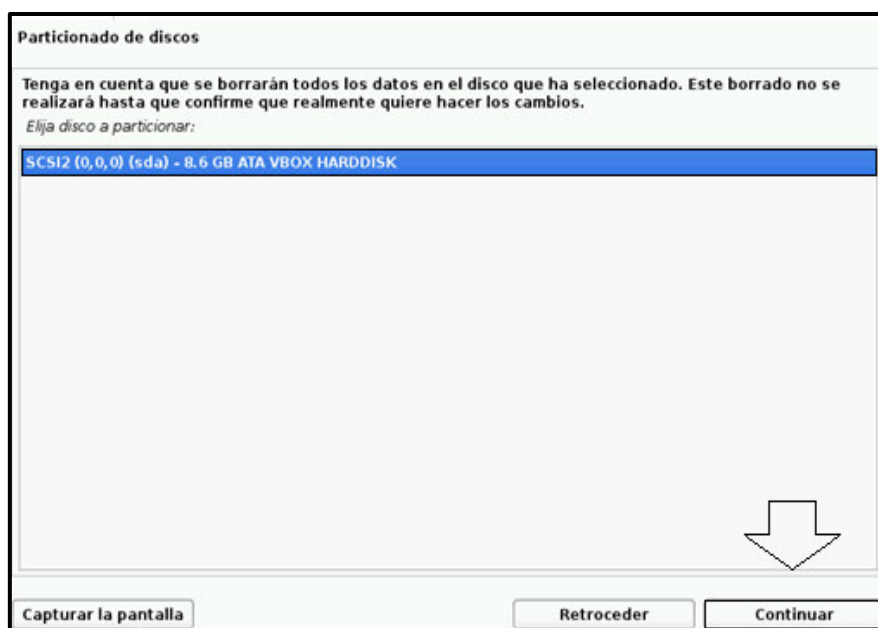 Particionado de discos
Tenga en cuenta que se borrarán todos los datos en el disco que ha seleccionado. Este borrado no se
realizará hasta que confirme que realmente quiere hacer los cambios.
Elija disco a particionar:
SCSI2 (0,0,0) (sda) - 8.6 GB ATA VBOX HARDDISK
Capturar la pantalla Retroceder Continuar